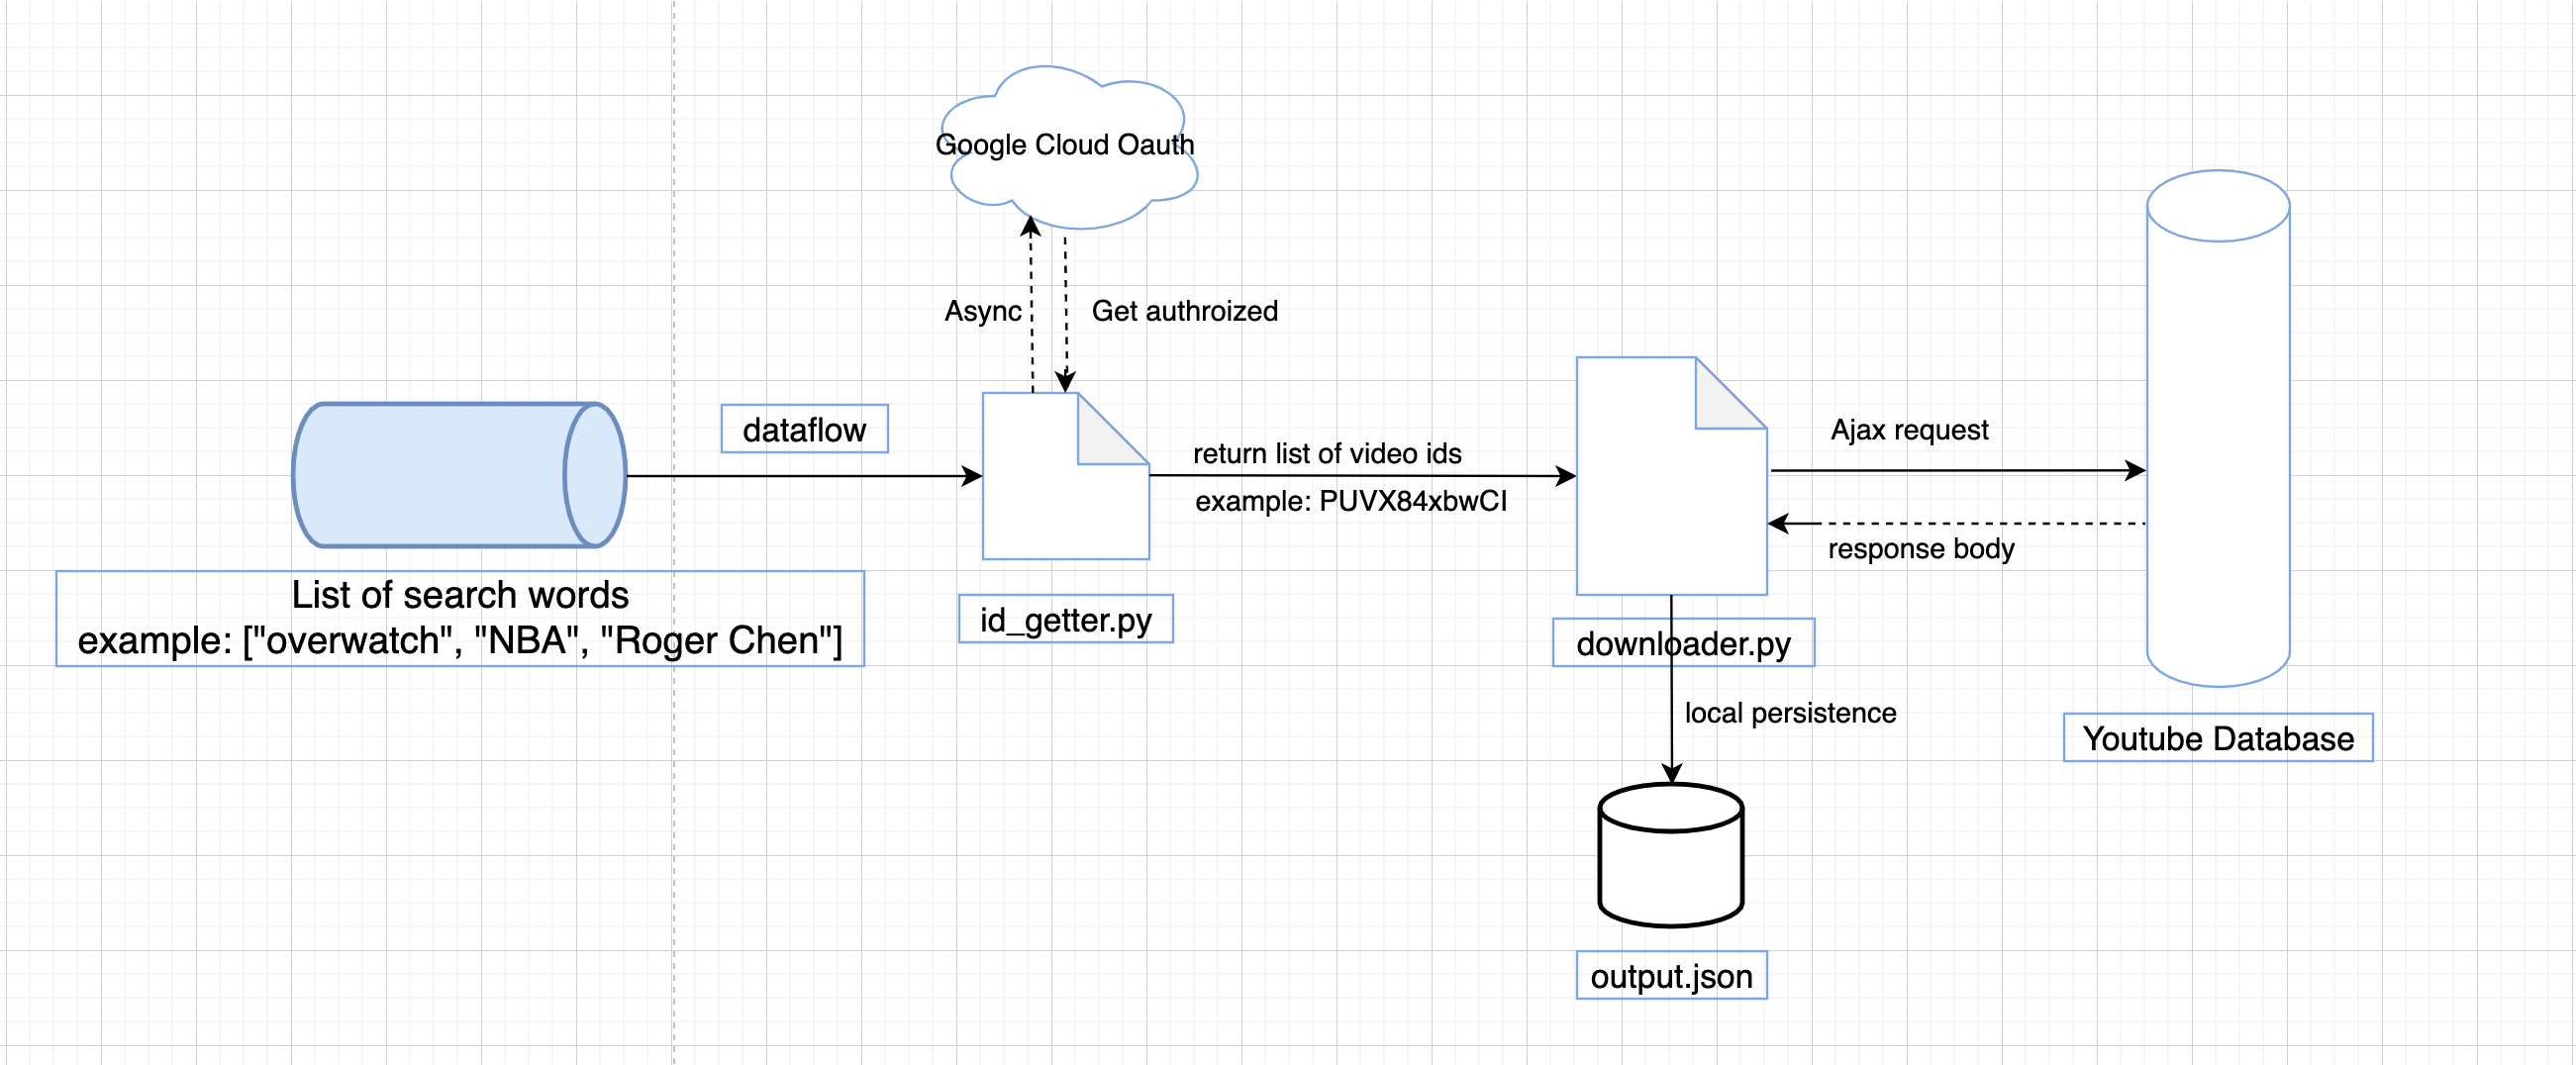 Google Cloud Oauth
Async
Get authroized
dataflow
List of search words
example: ["overwatch", "NBA", "Roger Chen"]
id_getter.py
return list of video ids
example: PUVX84xbwCI
downloader.py
Ajax request
response body
local persistence
Youtube Database
output.json